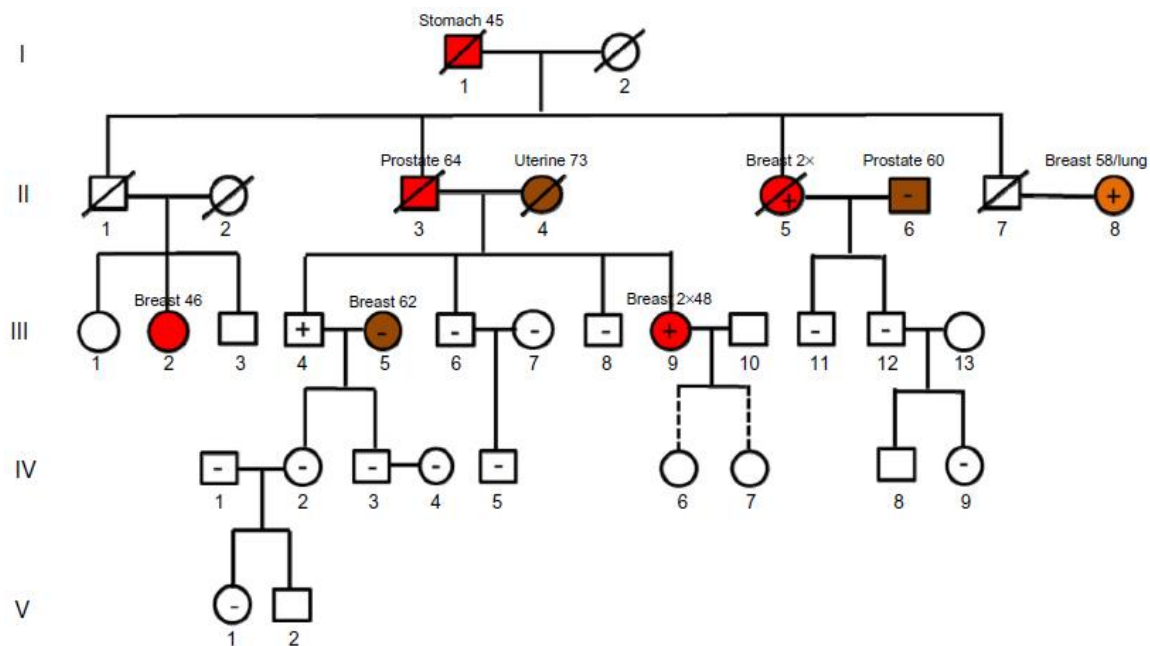 Stomach 45
I
1 2
Prostate 64 Uterine 73 Breast 2× Prostate 60 Breast 58/lung
II + - +
1 2 3 4 5 6 7 8
Breast 46 Breast 62 Breast 2×48
III + - - - - + - -
1 2 3 4 5 6 7 8 9 10 11 12 13
IV - - - - - -
1 2 3 4 5 6 7 8 9
V -
1 2